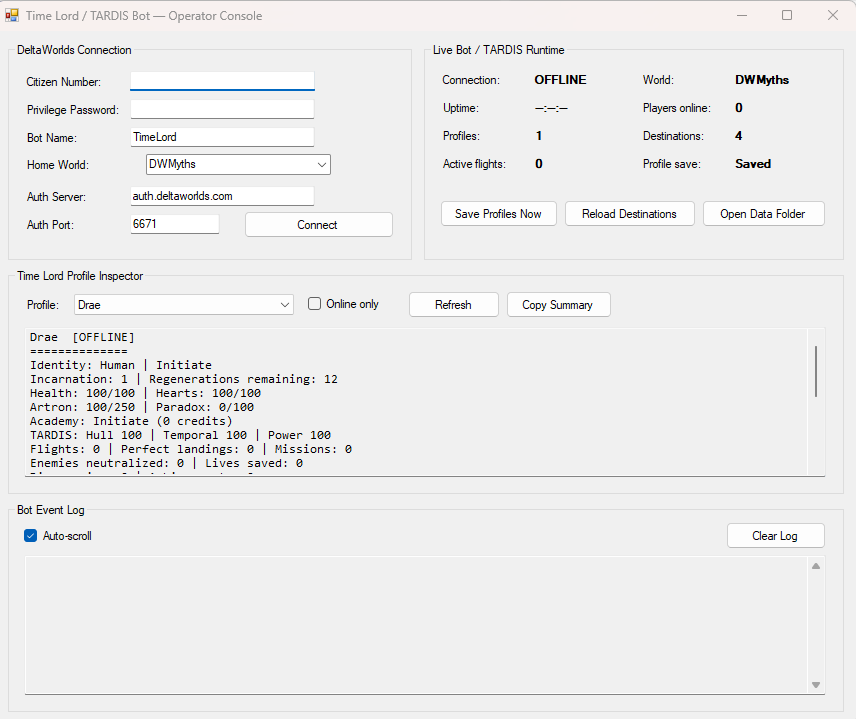 Time Lord / TARDIS Bot — Operator Console
DeltaWorlds Connection
Citizen Number:
Privilege Password:
Bot Name: TimeLord
Home World: DWMyths
Auth Server: auth.deltaworlds.com
Auth Port: 6671 Connect
Live Bot / TARDIS Runtime
Connection: OFFLINE World: DWMyths
Uptime: --:--:-- Players online: 0
Profiles: 1 Destinations: 4
Active flights: 0 Profile save: Saved
Save Profiles Now Reload Destinations Open Data Folder
Time Lord Profile Inspector
Profile: Drae Online only Refresh Copy Summary
Drae [OFFLINE]
==============
Identity: Human | Initiate
Incarnation: 1 | Regenerations remaining: 12
Health: 100/100 | Hearts: 100/100
Artron: 100/250 | Paradox: 0/100
Academy: Initiate (0 credits)
TARDIS: Hull 100 | Temporal 100 | Power 100
Flights: 0 | Perfect landings: 0 | Missions: 0
Enemies neutralized: 0 | Lives saved: 0
Bot Event Log
Auto-scroll Clear Log